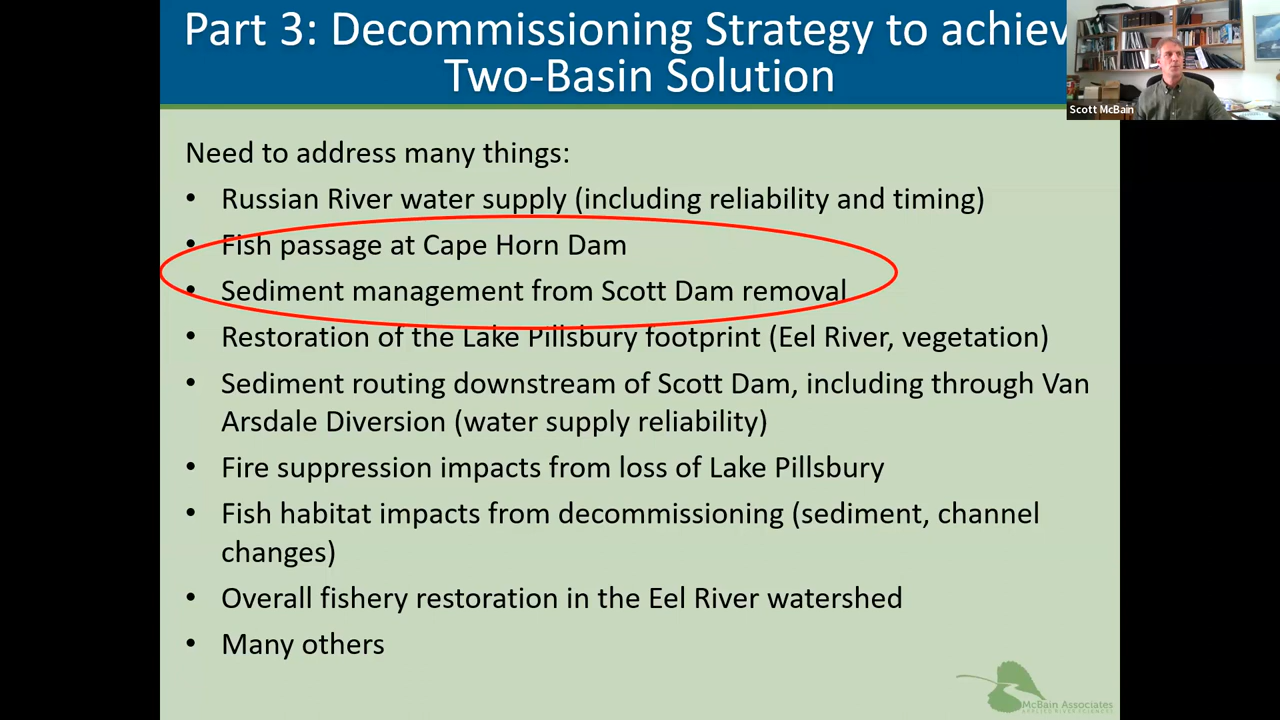 Part 3: Decommissioning Strategy to achiev
Two-Basin Solution
Scott McBain
Need to address many things:
• Russian River water supply (including reliability and timing)
• Fish passage at Cape Horn Dam
• Sediment management from Scott Dam removal
• Restoration of the Lake Pillsbury footprint (Eel River, vegetation)
• Sediment routing downstream of Scott Dam, including through Van
Arsdale Diversion (water supply reliability)
• Fire suppression impacts from loss of Lake Pillsbury
• Fish habitat impacts from decommissioning (sediment, channel
changes)
• Overall fishery restoration in the Eel River watershed
• Many others
McBain Associates
APPLIED RIVER SCIENCES